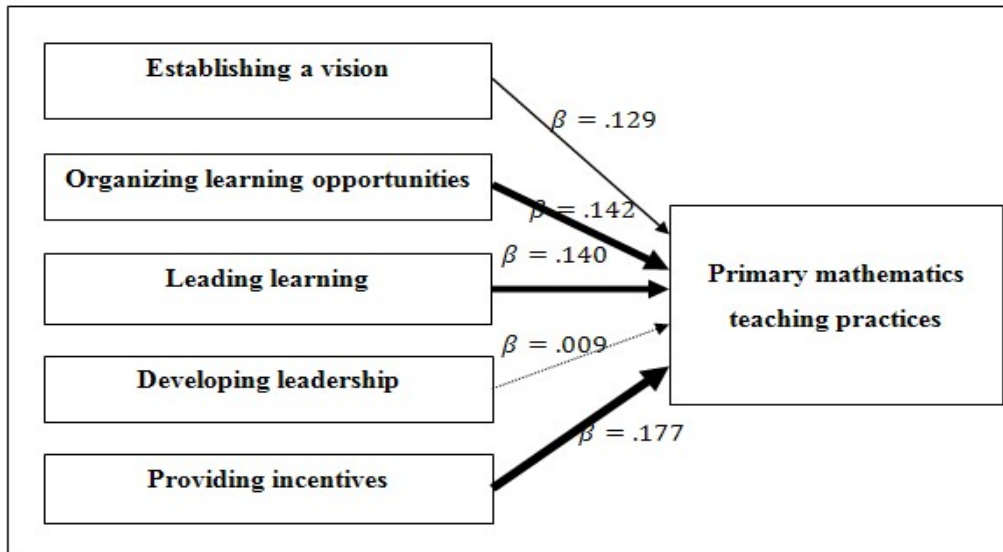 Establishing a vision
β = .129
Organizing learning opportunities
β = .142
β = .140
Leading learning
Primary mathematics
teaching practices
β = .009
Developing leadership
β = .177
Providing incentives